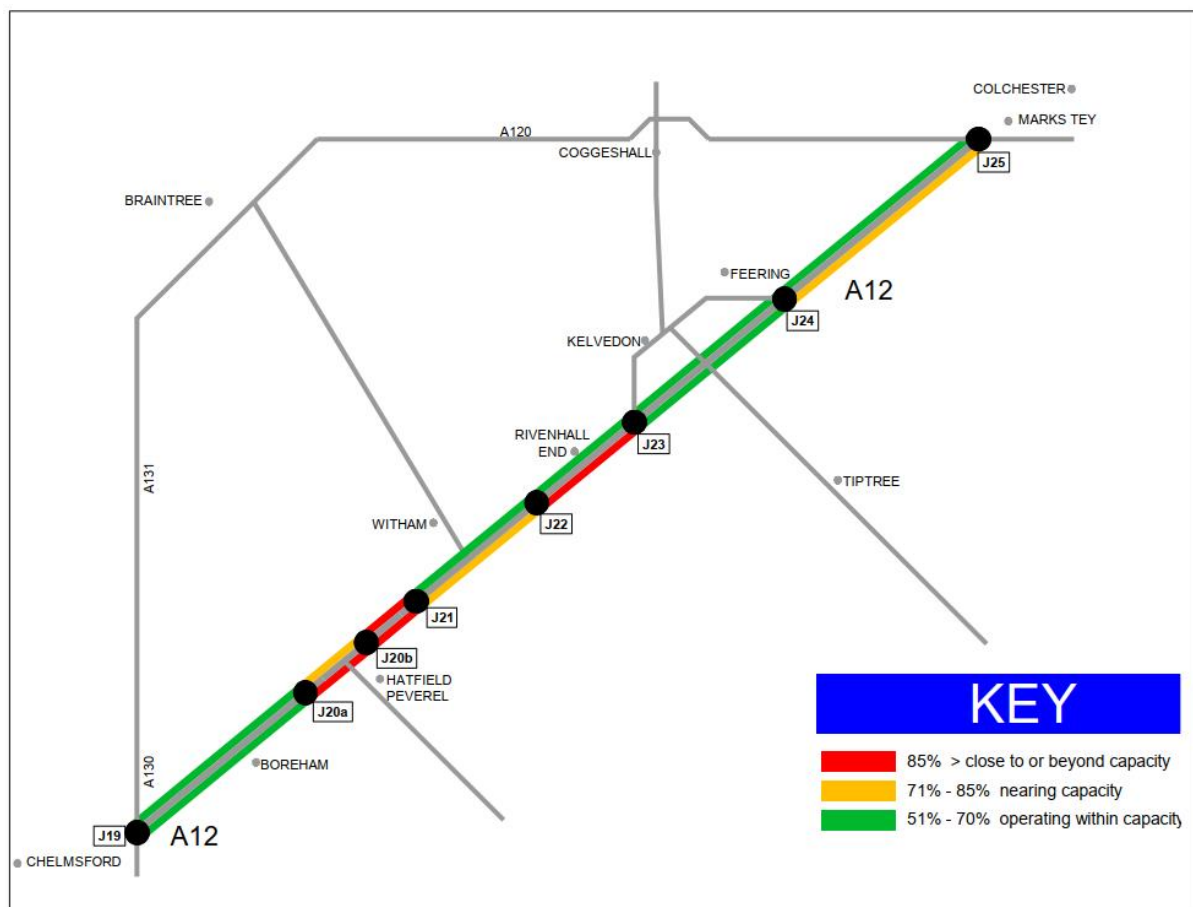 COLCHESTER
MARKS TEY
A120
COGGESHALL
J25
BRAINTREE
FEERING
A12
J24
KELVEDON
RIVENHALL
END
J23
A131
TIPTREE
WITHAM
J22
J21
J20b
HATFIELD
PEVEREL
J20a
KEY
BOREHAM
A130
85% > close to or beyond capacity
71% - 85% nearing capacity
51% - 70% operating within capacity
J19
A12
CHELMSFORD